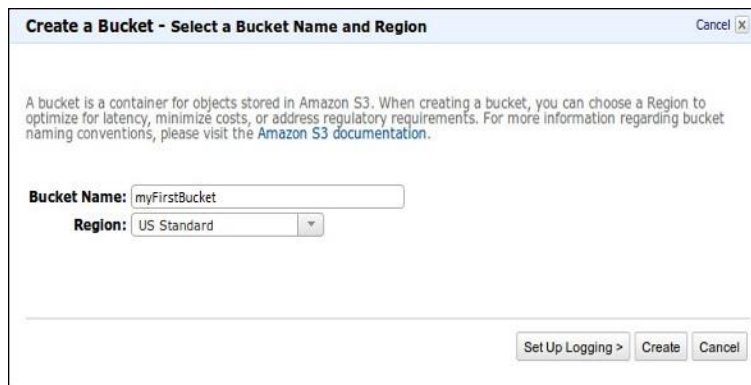 Create a Bucket - Select a Bucket Name and Region
Cancel x
A bucket is a container for objects stored in Amazon S3. When creating a bucket, you can choose a Region to
optimize for latency, minimize costs, or address regulatory requirements. For more information regarding bucket
naming conventions, please visit the Amazon S3 documentation.
Bucket Name: myFirstBucket
Region: US Standard
Set Up Logging > Create Cancel